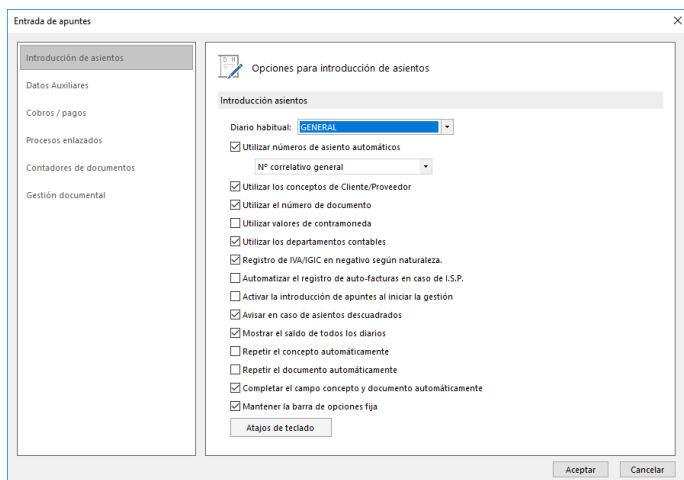 Entrada de apuntes
Introducción de asientos
Datos Auxiliares
Cobros / pagos
Procesos enlazados
Contadores de documentos
Gestión documental
D H
Opciones para introducción de asientos
Introducción asientos
Diario habitual: GENERAL
Utilizar números de asiento automáticos
Nº correlativo general
Utilizar los conceptos de Cliente/Proveedor
Utilizar el número de documento
Utilizar valores de contramoneda
Utilizar los departamentos contables
Registro de IVA/IGIC en negativo según naturaleza.
Automatizar el registro de auto-facturas en caso de I.S.P.
Activar la introducción de apuntes al iniciar la gestión
Avisar en caso de asientos descuadrados
Mostrar el saldo de todos los diarios
Repetir el concepto automáticamente
Repetir el documento automáticamente
Completar el campo concepto y documento automáticamente
Mantener la barra de opciones fija
Atajos de teclado
Aceptar Cancelar